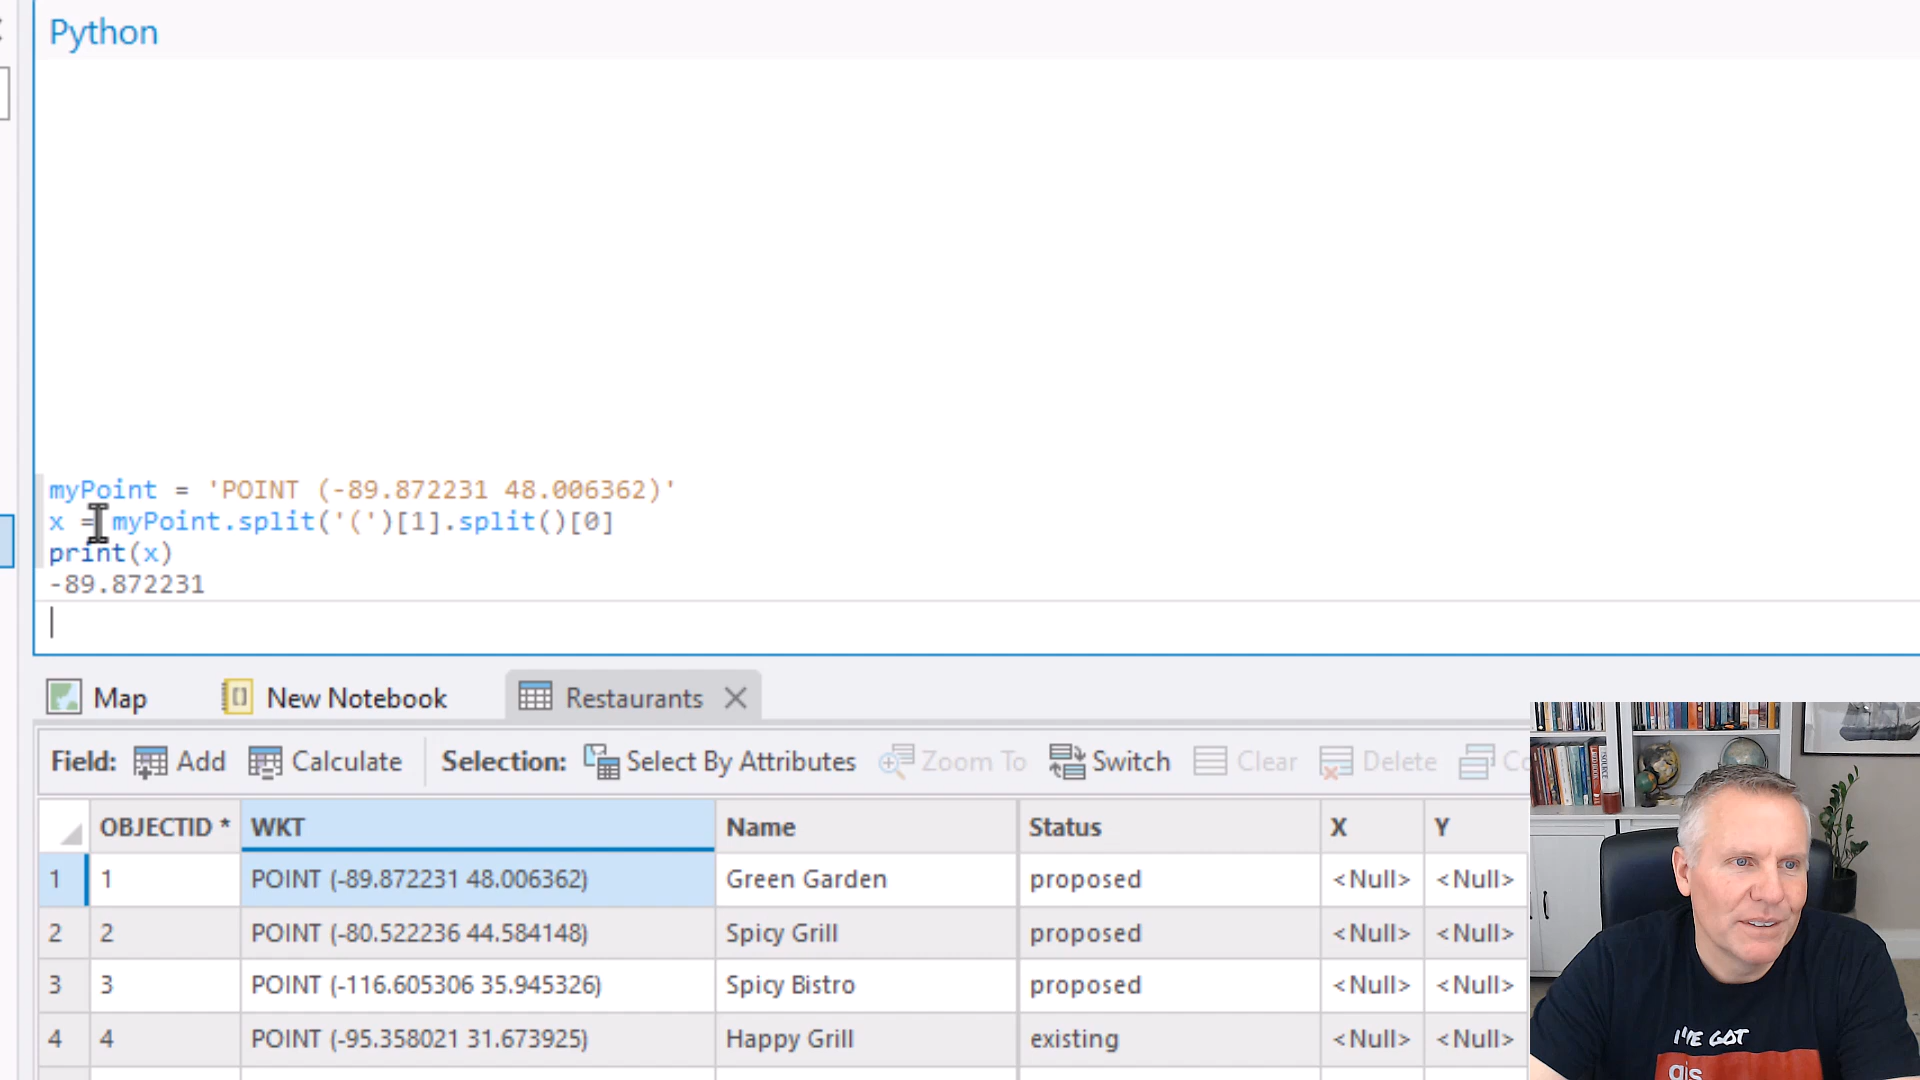 Python
myPoint = 'POINT (-89.872231 48.006362)'
x = myPoint.split('(')[1].split()[0]
print(x)
-89.872231
Map New Notebook Restaurants
Field: Add Calculate Selection: Select By Attributes Zoom To Switch Clear Delete
OBJECTID * WKT Name Status X Y
1 1 POINT (-89.872231 48.006362) Green Garden proposed <Null> <Null>
2 2 POINT (-80.522236 44.584148) Spicy Grill proposed <Null> <Null>
3 3 POINT (-116.605306 35.945326) Spicy Bistro proposed <Null> <Null>
4 4 POINT (-95.358021 31.673925) Happy Grill existing <Null> <Null>
I'VE GOT
gis